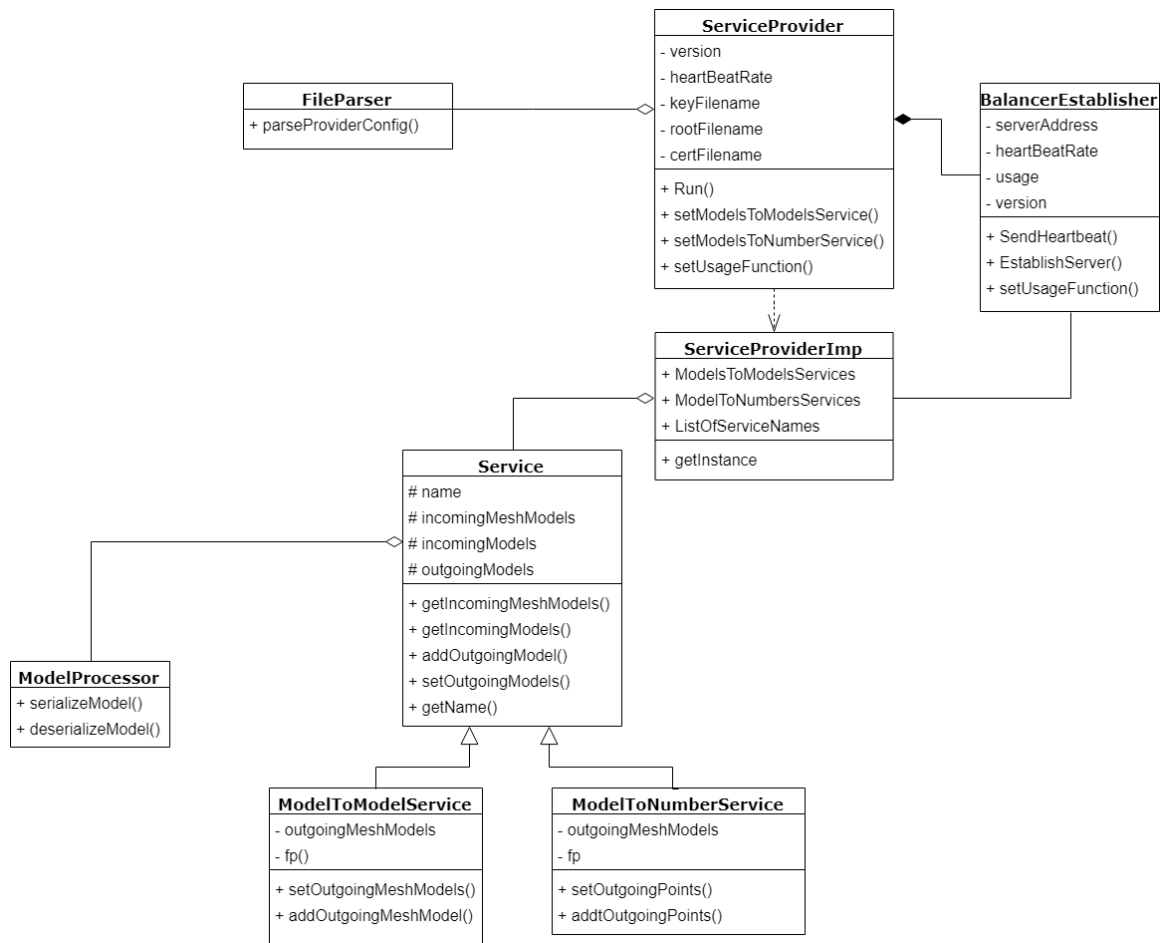 ServiceProvider
- version
- heartBeatRate
- keyFilename
- rootFilename
- certFilename
+ Run()
+ setModelsToModelsService()
+ setModelsToNumberService()
+ setUsageFunction()
FileParser
+ parseProviderConfig()
BalancerEstablisher
- serverAddress
- heartBeatRate
- usage
- version
+ SendHeartbeat()
+ EstablishServer()
+ setUsageFunction()
ServiceProviderImp
+ ModelsToModelsServices
+ ModelToNumbersServices
+ ListOfServiceNames
+ getInstance
Service
# name
# incomingMeshModels
# incomingModels
# outgoingModels
+ getIncomingMeshModels()
+ getIncomingModels()
+ addOutgoingModel()
+ setOutgoingModels()
+ getName()
ModelProcessor
+ serializeModel()
+ deserializeModel()
ModelToModelService
- outgoingMeshModels
- fp()
+ setOutgoingMeshModels()
+ addOutgoingMeshModel()
ModelToNumberService
- outgoingMeshModels
- fp
+ setOutgoingPoints()
+ addtOutgoingPoints()